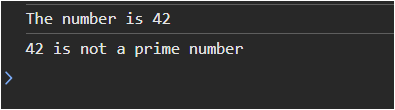 The number is 42
42 is not a prime number